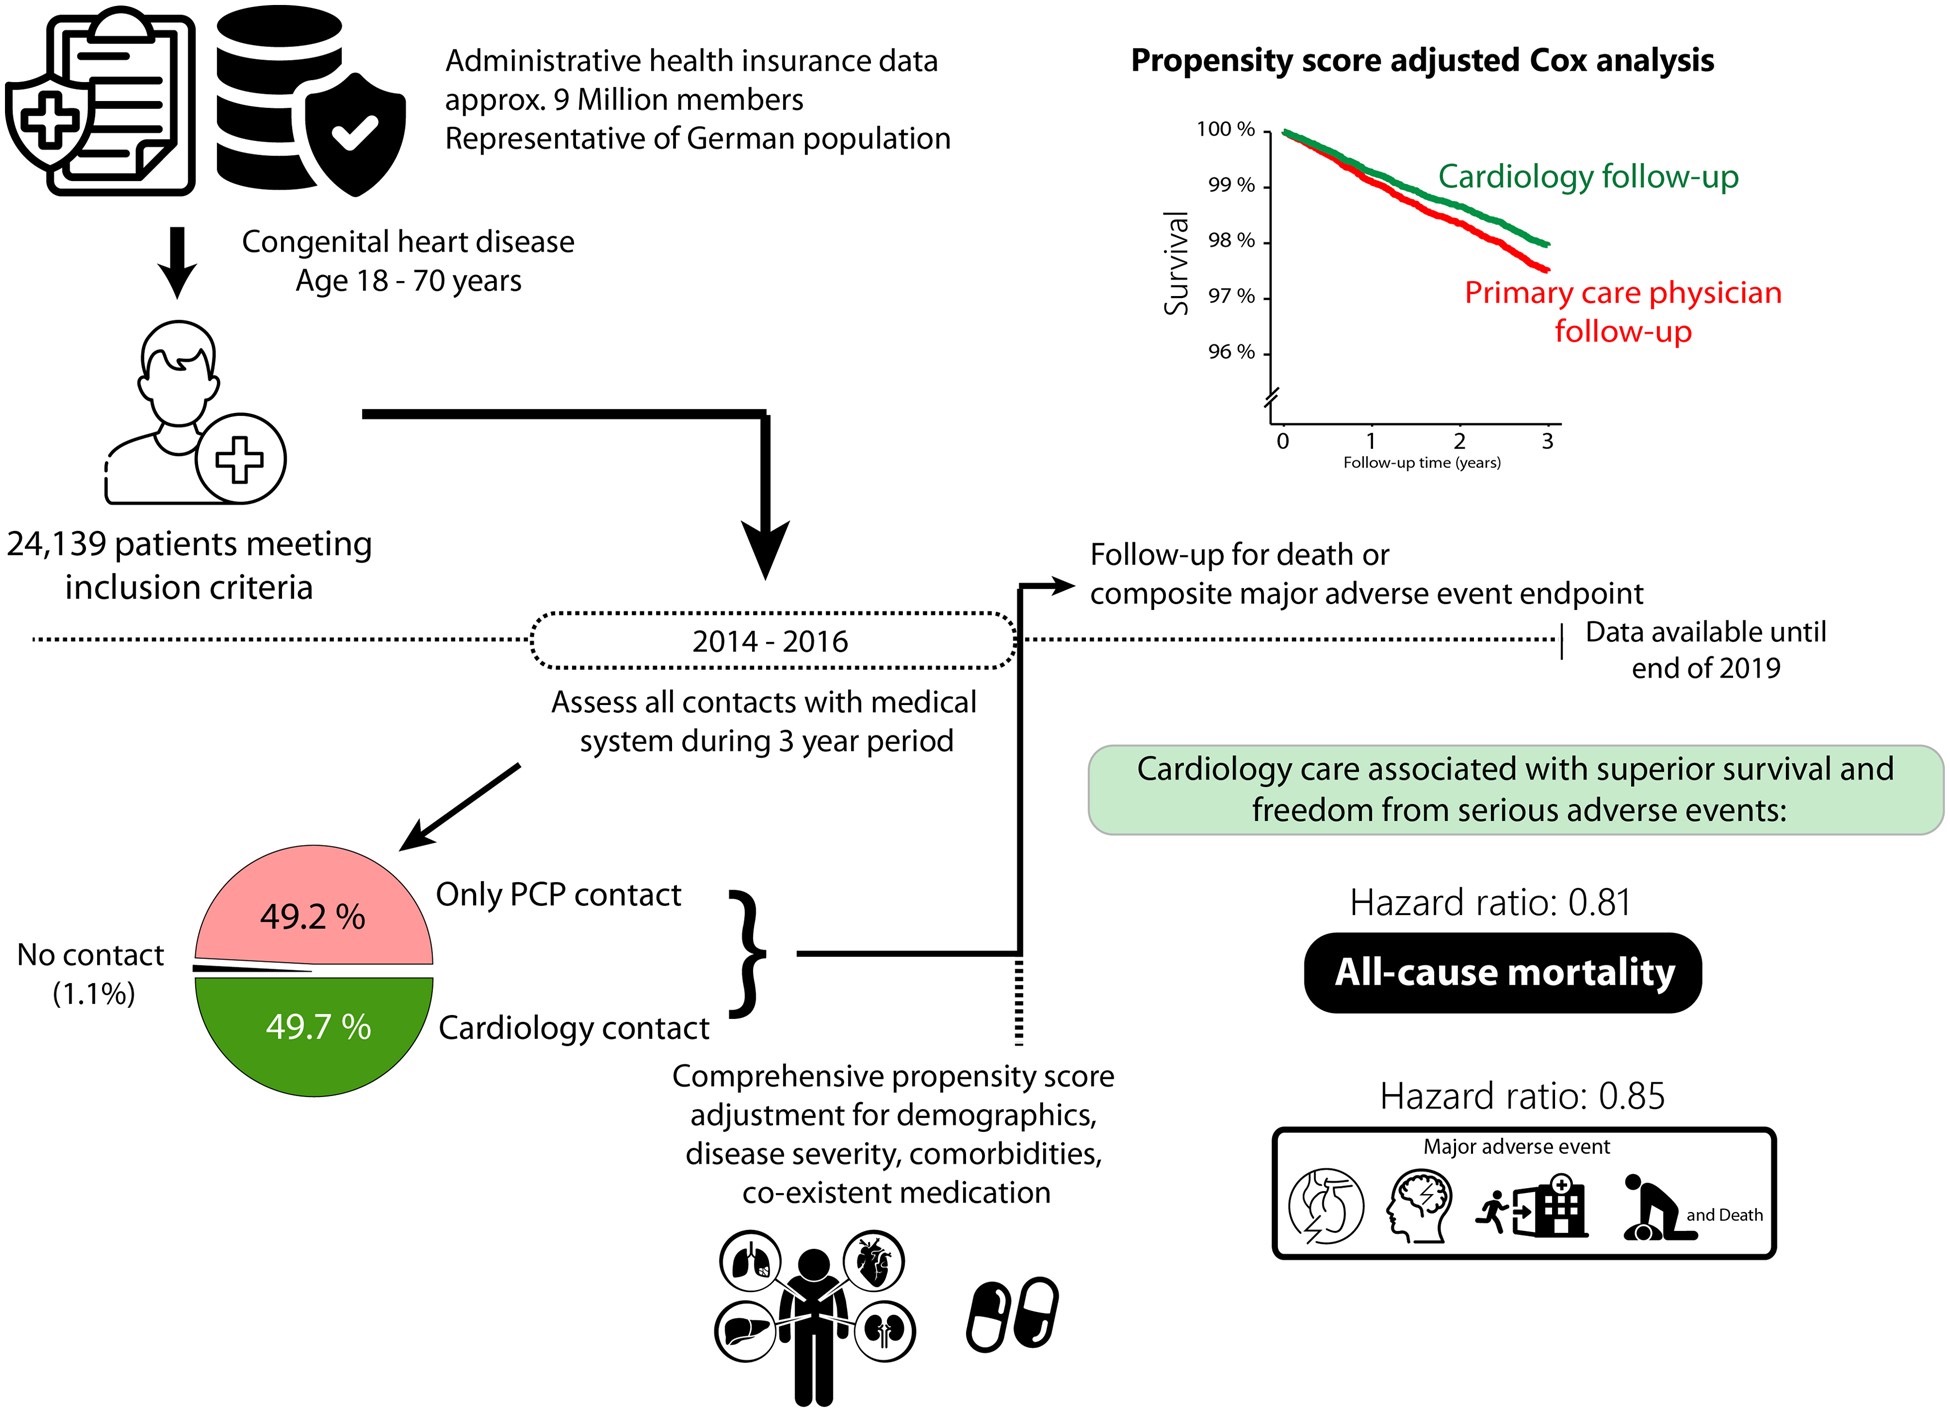 Administrative health insurance data
approx. 9 Million members
Representative of German population
Congenital heart disease
Age 18 - 70 years
24,139 patients meeting
inclusion criteria
Propensity score adjusted Cox analysis
100 %
99 %
98 %
97 %
96 %
Survival
Cardiology follow-up
Primary care physician
follow-up
0 1 2 3
Follow-up time (years)
Follow-up for death or
composite major adverse event endpoint
2014 - 2016
Data available until
end of 2019
Assess all contacts with medical
system during 3 year period
49.2 %
Only PCP contact
No contact
(1.1%)
49.7 %
Cardiology contact
Comprehensive propensity score
adjustment for demographics,
disease severity, comorbidities,
co-existent medication
Cardiology care associated with superior survival and
freedom from serious adverse events:
Hazard ratio: 0.81
All-cause mortality
Hazard ratio: 0.85
Major adverse event
and Death